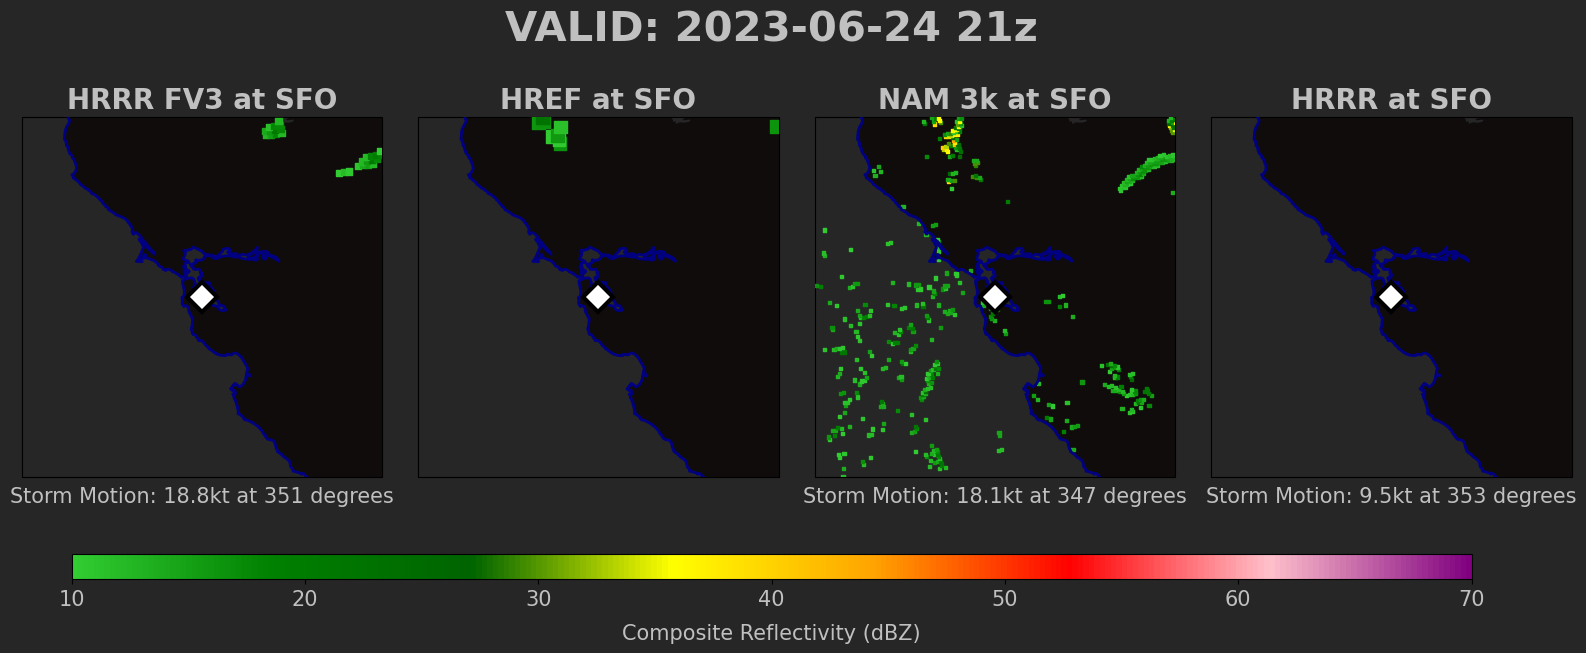 VALID: 2023-06-24 21z
HRRR FV3 at SFO
HREF at SFO
NAM 3k at SFO
HRRR at SFO
Storm Motion: 18.8kt at 351 degrees
Storm Motion: 18.1kt at 347 degrees
Storm Motion: 9.5kt at 353 degrees
10 20 30 40 50 60 70
Composite Reflectivity (dBZ)